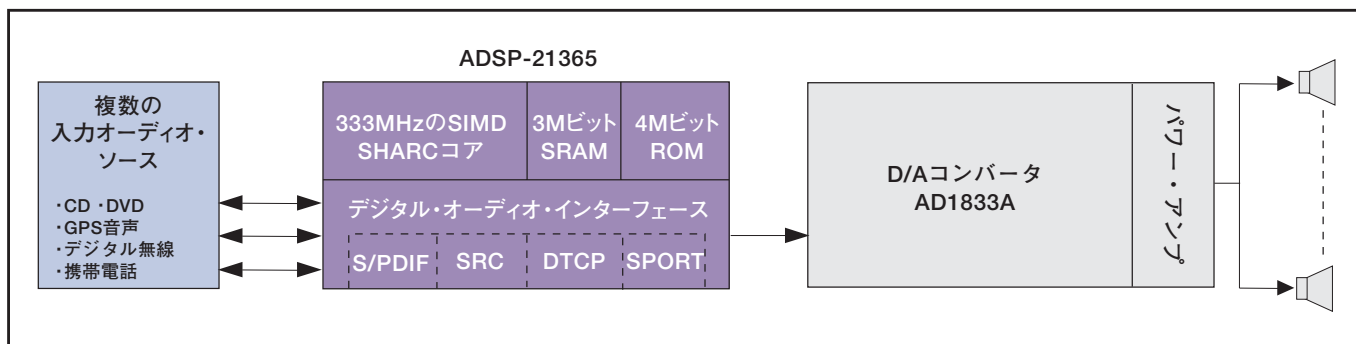 ADSP-21365
複数の
入力オーディオ・
ソース
・CD ・DVD
・GPS音声
・デジタル無線
・携帯電話
333MHzのSIMD
SHARCコア
3Mビット
SRAM
4Mビット
ROM
デジタル・オーディオ・インターフェース
S/PDIF
SRC
DTCP
SPORT
D/Aコンバータ
AD1833A
パワー・アンプ